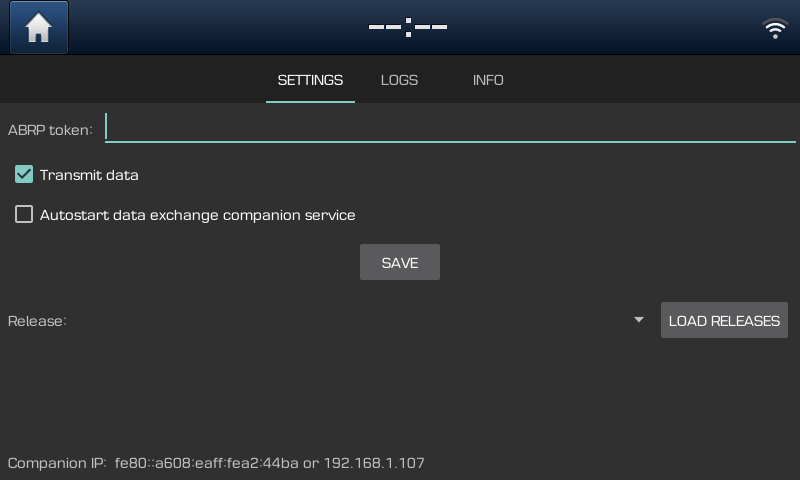 --:--
SETTINGS LOGS INFO
ABRP token:
Transmit data
Autostart data exchange companion service
SAVE
Release: LOAD RELEASES
Companion IP: fe80::a608:eaff:fea2:44ba or 192.168.1.107